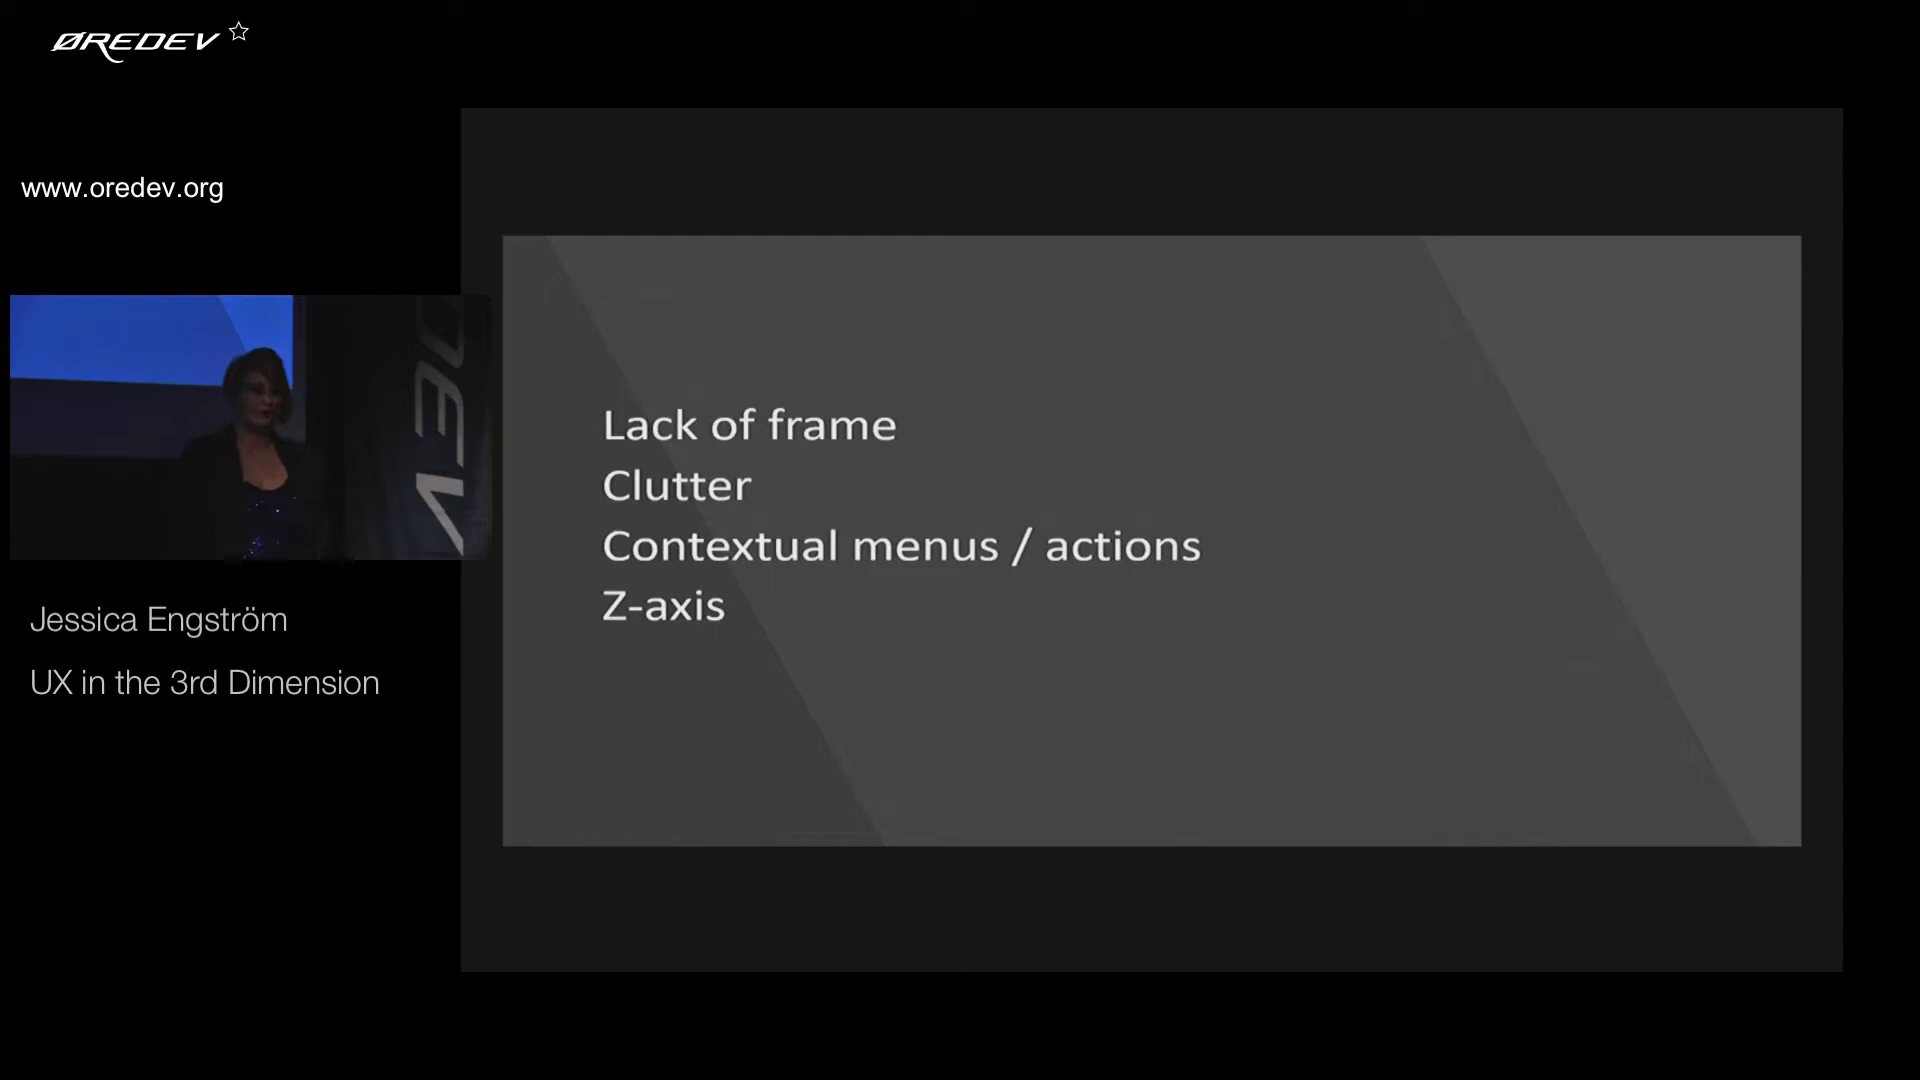 ØREDEV
www.oredev.org
DEV
Jessica Engström
UX in the 3rd Dimension
Lack of frame
Clutter
Contextual menus / actions
Z-axis